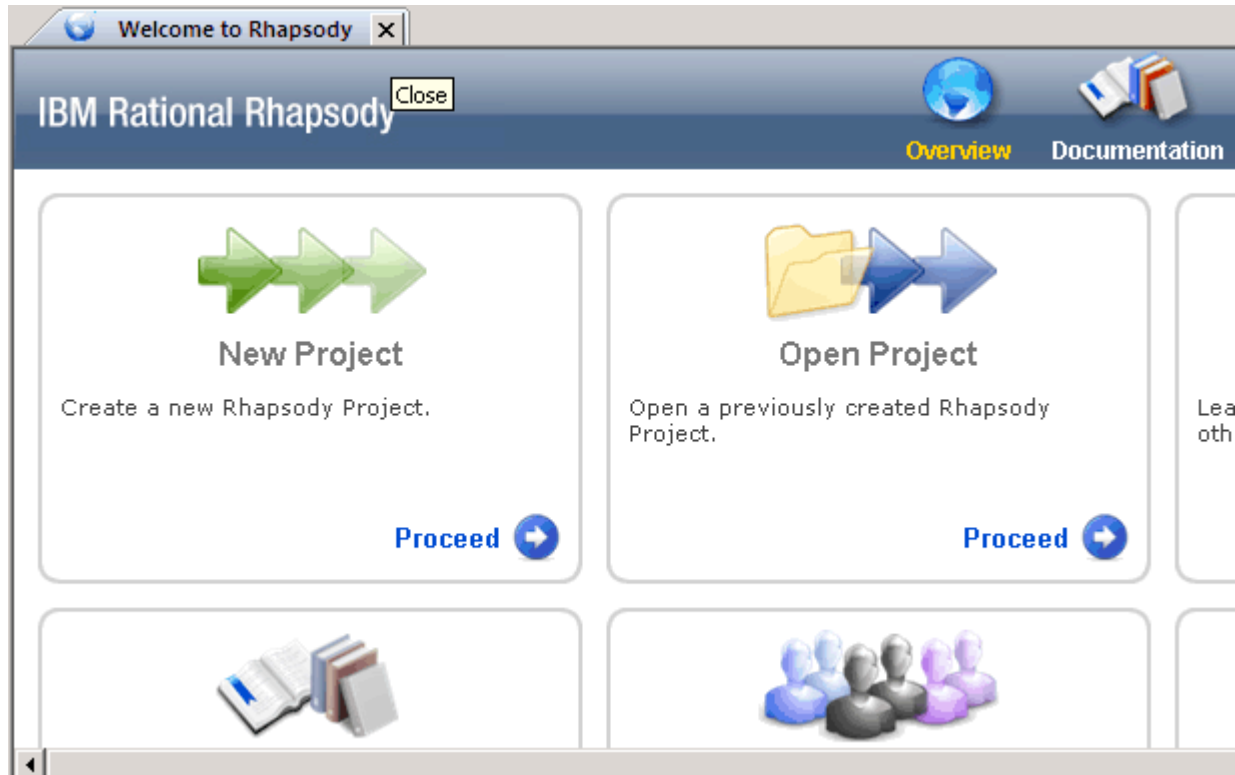 Welcome to Rhapsody
Close
IBM Rational Rhapsody
Overview
Documentation
New Project
Create a new Rhapsody Project.
Proceed
Open Project
Open a previously created Rhapsody
Project.
Proceed